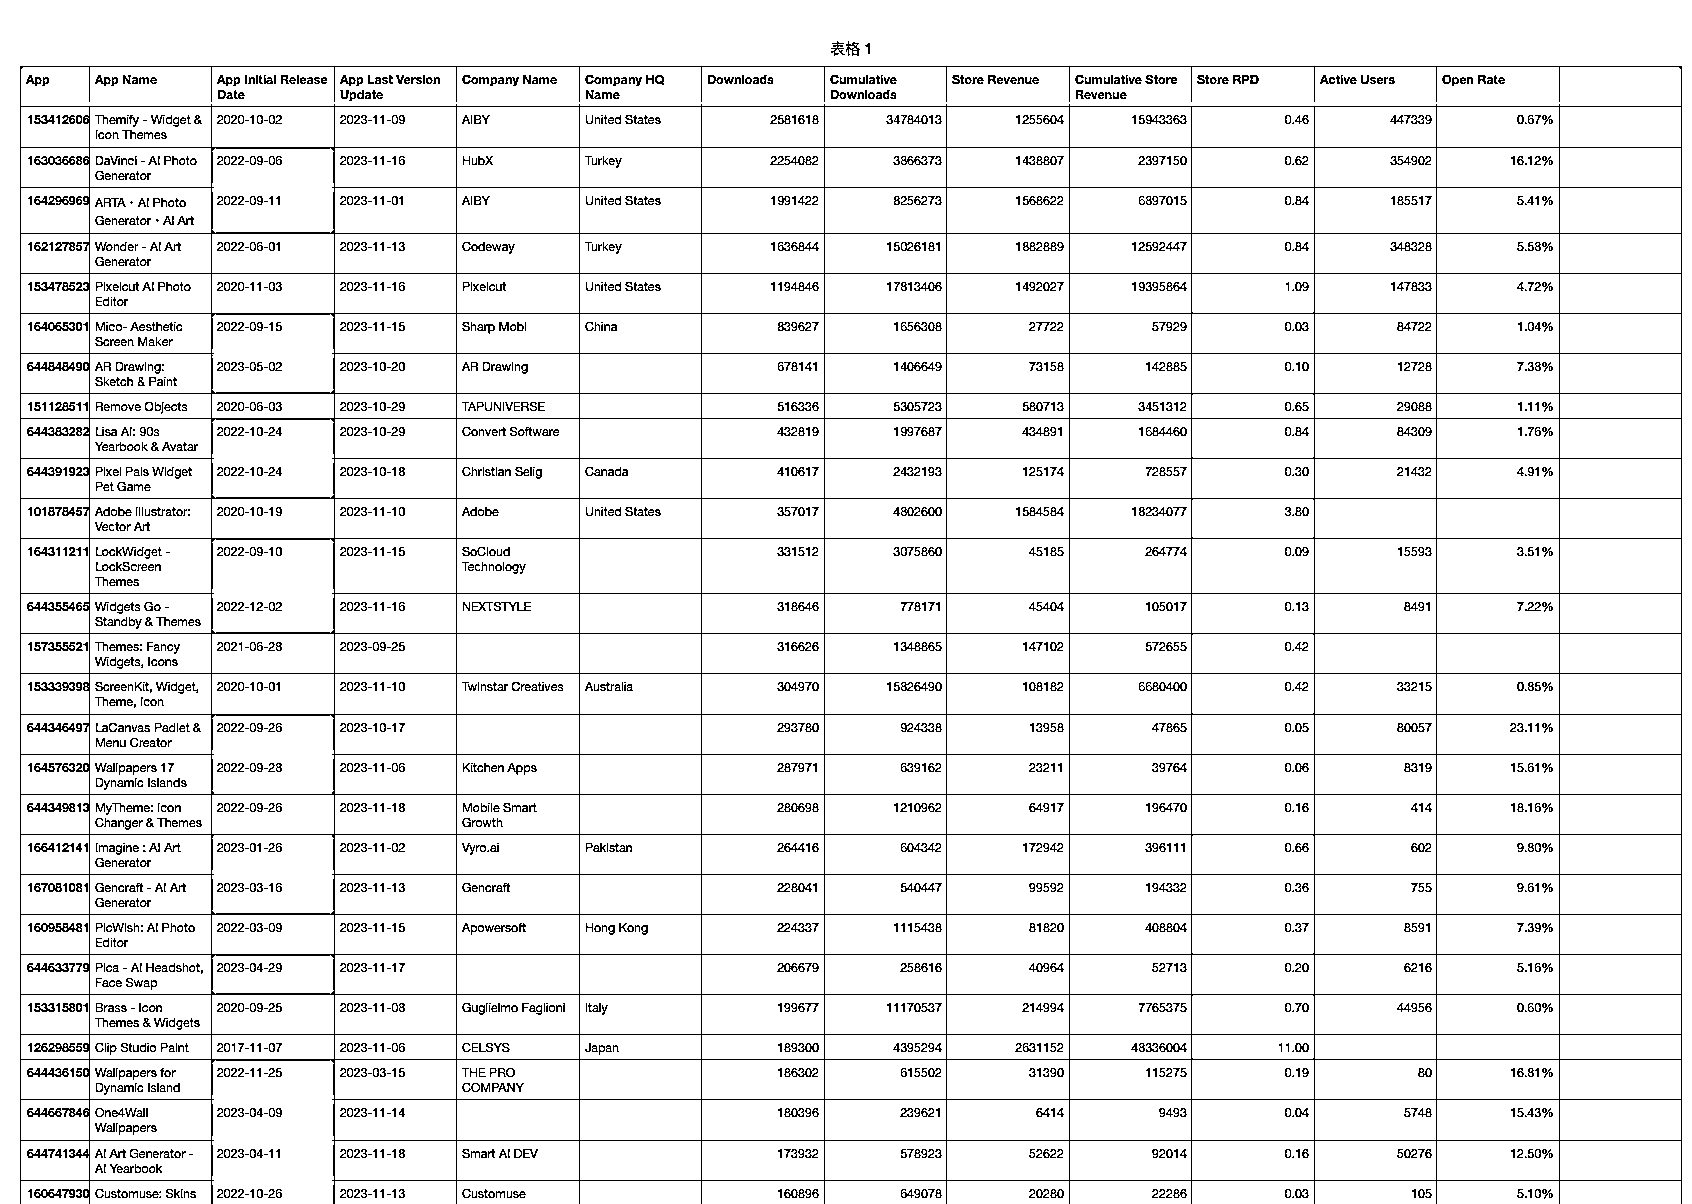 表格 1
App App Name App Initial Release Date App Last Version Update Company Name Company HQ Name Downloads Cumulative Downloads Store Revenue Cumulative Store Revenue Store RPD Active Users Open Rate
153412606 Themify - Widget & Icon Themes 2020-10-02 2023-11-09 AIBY United States 2581618 34784013 1255604 15943363 0.46 447339 0.67%
163036686 DaVinci - AI Photo Generator 2022-09-06 2023-11-16 HubX Turkey 2254082 3866373 1438807 2397150 0.62 354902 16.12%
164296969 ARTA・AI Photo Generator・AI Art 2022-09-11 2023-11-01 AIBY United States 1991422 8256273 1568622 6897015 0.84 185517 5.41%
162127857 Wonder - AI Art Generator 2022-06-01 2023-11-13 Codeway Turkey 1636844 15026181 1882889 12592447 0.84 348328 5.58%
153478523 Pixelcut AI Photo Editor 2020-11-03 2023-11-16 Pixelcut United States 1194846 17813406 1492027 19395864 1.09 147833 4.72%
164065301 Mico- Aesthetic Screen Maker 2022-09-15 2023-11-15 Sharp Mobi China 839627 1656308 27722 57929 0.03 84722 1.04%
644848490 AR Drawing: Sketch & Paint 2023-05-02 2023-10-20 AR Drawing 678141 1406649 73158 142885 0.10 12728 7.38%
151128511 Remove Objects 2020-06-03 2023-10-29 TAPUNIVERSE 516336 5305723 580713 3451312 0.65 29088 1.11%
644383282 Lisa AI: 90s Yearbook & Avatar 2022-10-24 2023-10-29 Convert Software 432819 1997687 434891 1684460 0.84 84309 1.76%
644391923 Pixel Pals Widget Pet Game 2022-10-24 2023-10-18 Christian Selig Canada 410617 2432193 125174 728557 0.30 21432 4.91%
101878457 Adobe Illustrator: Vector Art 2020-10-19 2023-11-10 Adobe United States 357017 4802600 1584584 18234077 3.80
164311211 LockWidget - LockScreen Themes 2022-09-10 2023-11-15 SoCloud Technology 331512 3075860 45185 264774 0.09 15593 3.51%
644355465 Widgets Go - Standby & Themes 2022-12-02 2023-11-16 NEXTSTYLE 318646 778171 45404 105017 0.13 8491 7.22%
157355521 Themes: Fancy Widgets, Icons 2021-06-28 2023-09-25 316626 1348865 147102 572655 0.42
153339398 ScreenKit, Widget, Theme, Icon 2020-10-01 2023-11-10 Twinstar Creatives Australia 304970 15826490 108182 6680400 0.42 33215 0.85%
644346497 LaCanvas Padlet & Menu Creator 2022-09-26 2023-10-17 293780 924338 13958 47865 0.05 80057 23.11%
164576320 Wallpapers 17 Dynamic Islands 2022-09-28 2023-11-06 Kitchen Apps 287971 639162 23211 39764 0.06 8319 15.61%
644349813 MyTheme: Icon Changer & Themes 2022-09-26 2023-11-18 Mobile Smart Growth 280698 1210962 64917 196470 0.16 414 18.16%
166412141 Imagine : AI Art Generator 2023-01-26 2023-11-02 Vyro.ai Pakistan 264416 604342 172942 396111 0.66 602 9.80%
167081081 Gencraft - AI Art Generator 2023-03-16 2023-11-13 Gencraft 228041 540447 99592 194332 0.36 755 9.61%
160958481 PicWish: AI Photo Editor 2022-03-09 2023-11-15 Apowersoft Hong Kong 224337 1115438 81820 408804 0.37 8591 7.39%
644633779 Pica - AI Headshot, Face Swap 2023-04-29 2023-11-17 206679 258616 40964 52713 0.20 6216 5.16%
153315801 Brass - Icon Themes & Widgets 2020-09-25 2023-11-08 Guglielmo Faglioni Italy 199677 11170537 214994 7765375 0.70 44956 0.60%
126298559 Clip Studio Paint 2017-11-07 2023-11-06 CELSYS Japan 189300 4395294 2631152 48336004 11.00
644436150 Wallpapers for Dynamic Island 2022-11-25 2023-03-15 THE PRO COMPANY 186302 615502 31390 115275 0.19 80 16.81%
644667846 One4Wall Wallpapers 2023-04-09 2023-11-14 180396 239621 6414 9493 0.04 5748 15.43%
644741344 AI Art Generator - AI Yearbook 2023-04-11 2023-11-18 Smart AI DEV 173932 578923 52622 92014 0.16 50276 12.50%
160647930 Customuse: Skins 2022-10-26 2023-11-13 Customuse 160896 649078 20280 22286 0.03 105 5.10%